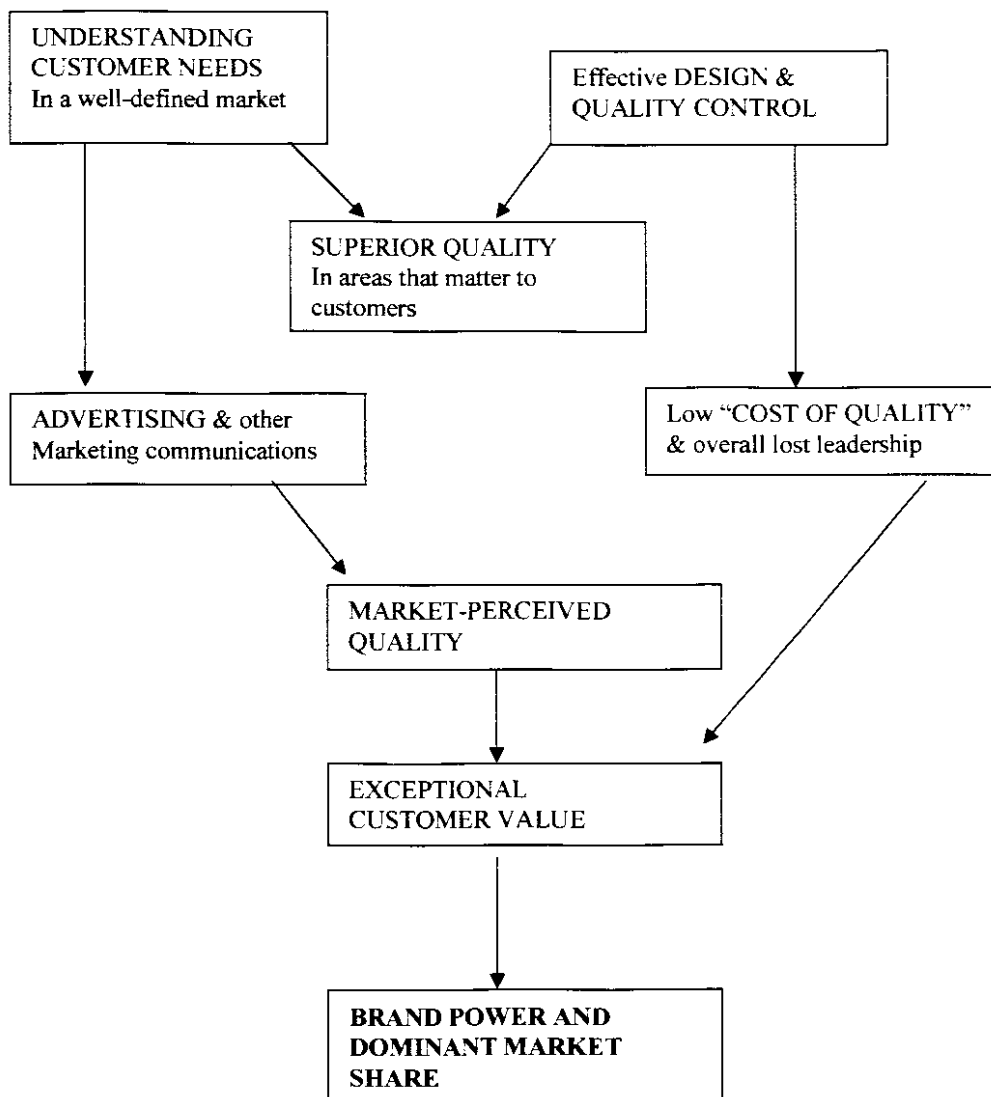 UNDERSTANDING
CUSTOMER NEEDS
In a well-defined market
Effective DESIGN &
QUALITY CONTROL
SUPERIOR QUALITY
In areas that matter to
customers
ADVERTISING & other
Marketing communications
Low “COST OF QUALITY”
& overall lost leadership
MARKET-PERCEIVED
QUALITY
EXCEPTIONAL
CUSTOMER VALUE
BRAND POWER AND
DOMINANT MARKET
SHARE